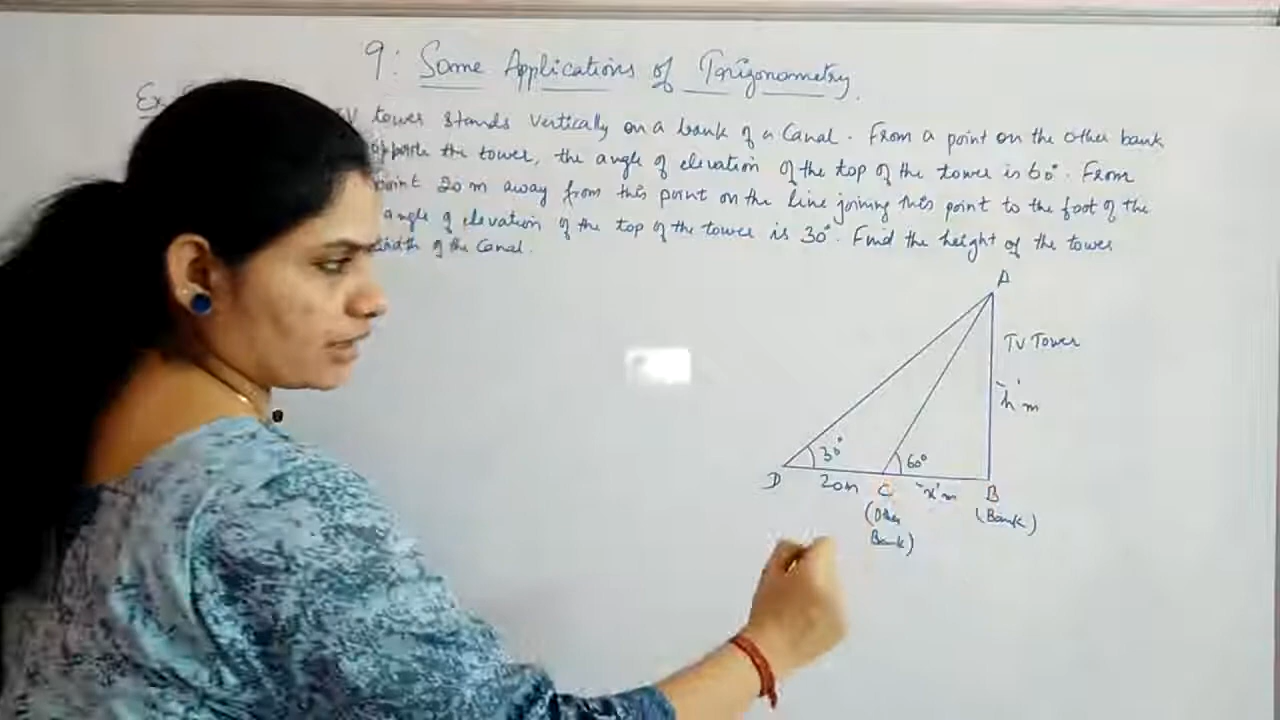 9: Some Applications of Trigonometry.
Ex
TV tower stands vertically on a bank of a Canal. From a point on the other bank
the tower, the angle of elevation of the top of the tower is 60°. From
point 20 m away from this point on the line joining this point to the foot of the
angle of elevation of the top of the tower is 30°. Find the height of the tower
width of the Canal.
A
TV Tower
'h' m
30°
60°
D 20m C 'x' m B
(Other (Bank)
Bank)